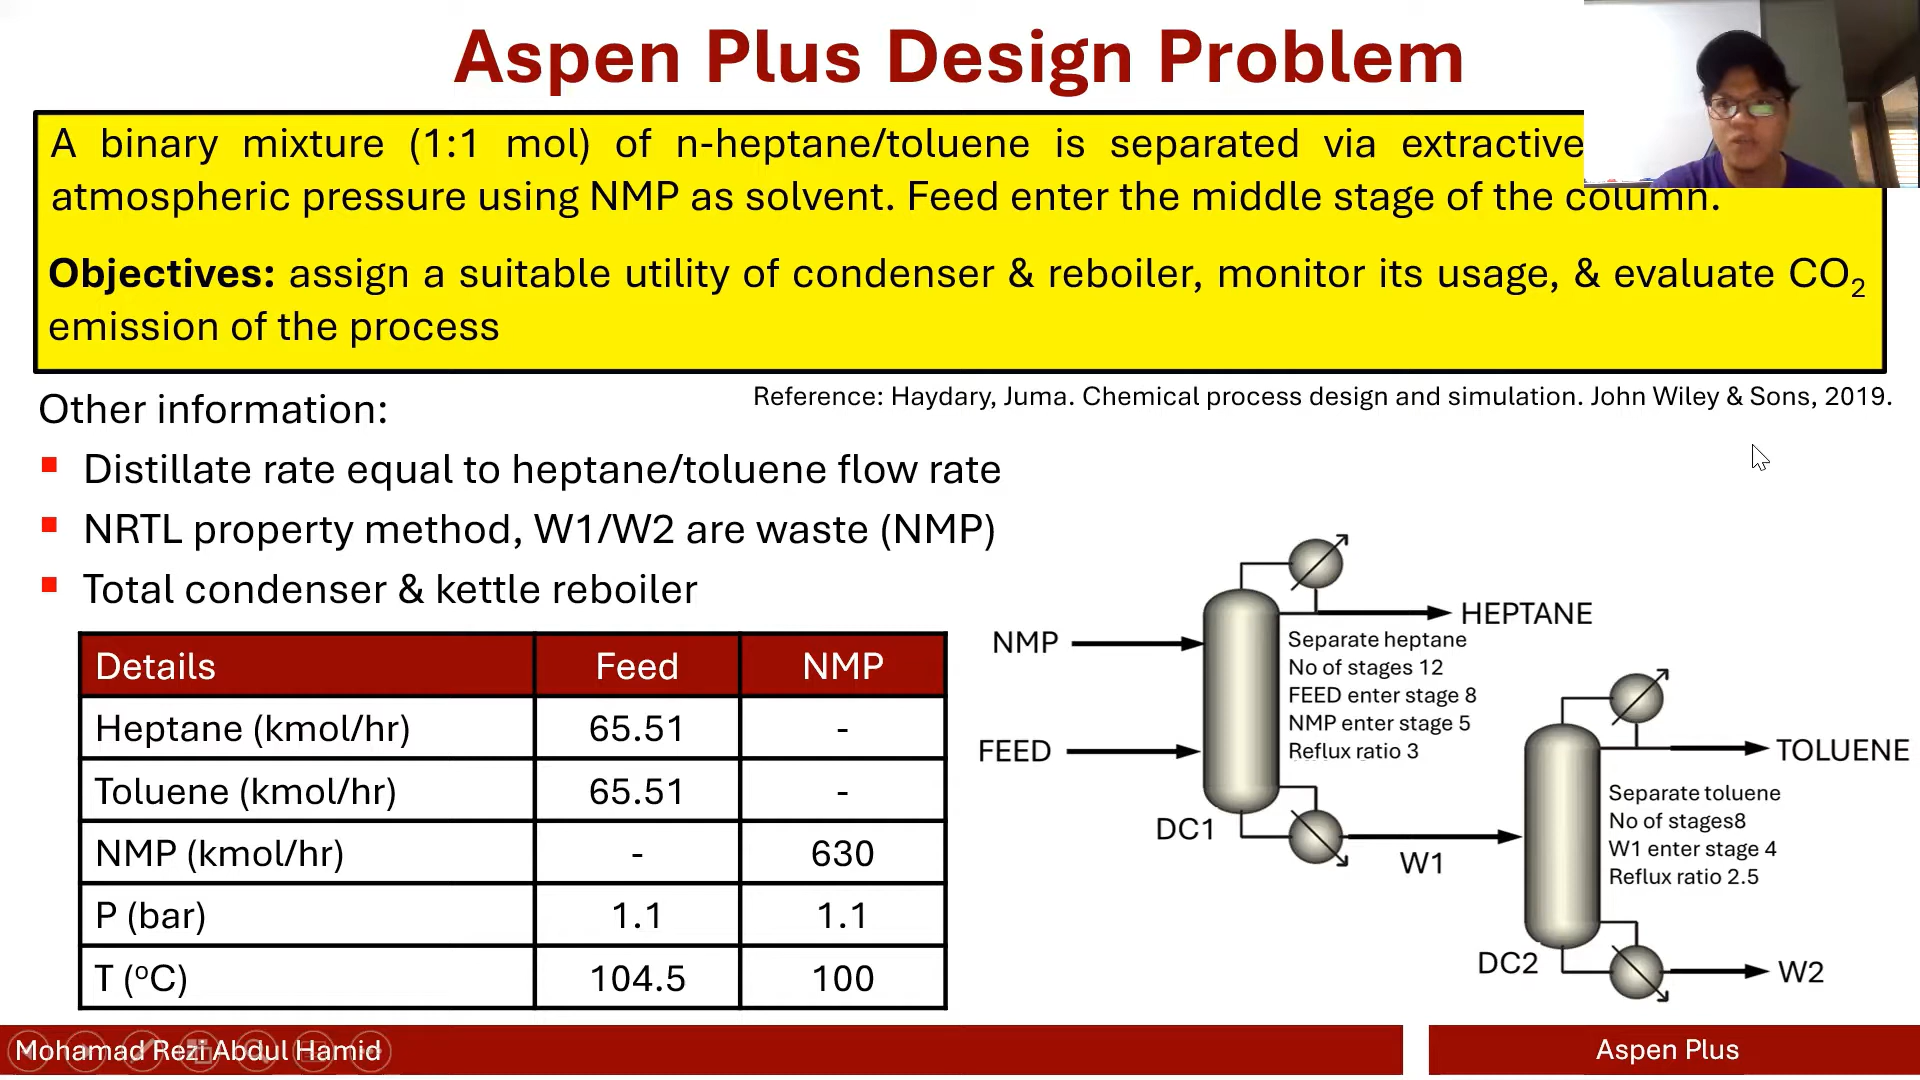 Aspen Plus Design Problem
A binary mixture (1:1 mol) of n-heptane/toluene is separated via extractive
atmospheric pressure using NMP as solvent. Feed enter the middle stage of the column.
Objectives: assign a suitable utility of condenser & reboiler, monitor its usage, & evaluate CO2
emission of the process
Reference: Haydary, Juma. Chemical process design and simulation. John Wiley & Sons, 2019.
Other information:
Distillate rate equal to heptane/toluene flow rate
NRTL property method, W1/W2 are waste (NMP)
Total condenser & kettle reboiler
Details Feed NMP
Heptane (kmol/hr) 65.51 -
Toluene (kmol/hr) 65.51 -
NMP (kmol/hr) - 630
P (bar) 1.1 1.1
T (°C) 104.5 100
NMP
FEED
HEPTANE
Separate heptane
No of stages 12
FEED enter stage 8
NMP enter stage 5
Reflux ratio 3
DC1
W1
TOLUENE
Separate toluene
No of stages8
W1 enter stage 4
Reflux ratio 2.5
DC2
W2
Mohamad Rezi Abdul Hamid
Aspen Plus